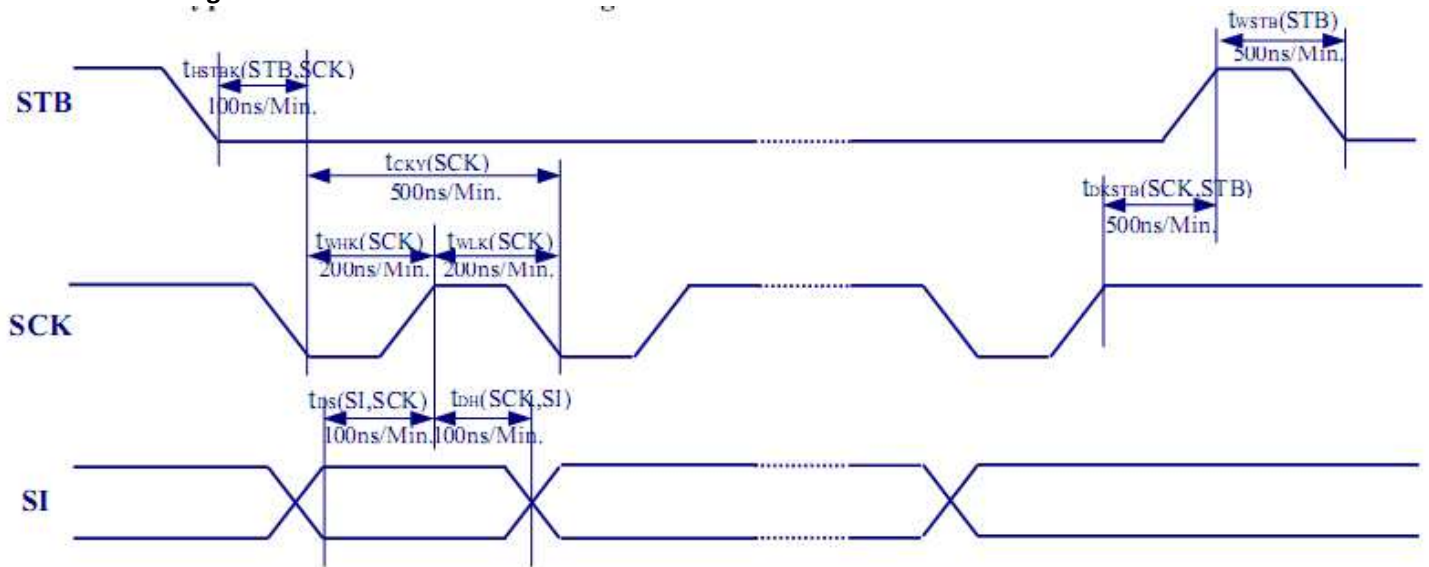 tWSTB(STB)
500ns/Min.
tHSTBK(STB,SCK)
100ns/Min.
STB
tCKY(SCK)
500ns/Min.
tDKSTB(SCK,STB)
500ns/Min.
tWHK(SCK)
tWLK(SCK)
200ns/Min.
200ns/Min.
SCK
tDS(SI,SCK)
tDH(SCK,SI)
100ns/Min.
100ns/Min.
SI